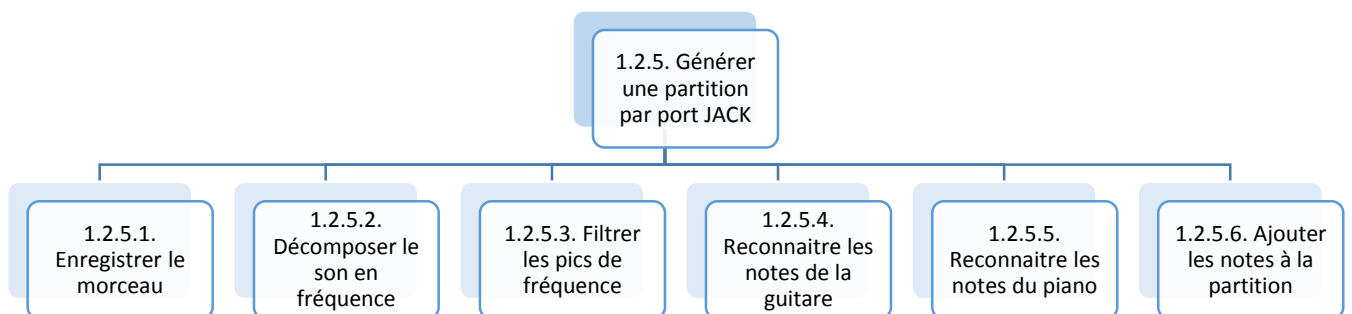 1.2.5. Générer
une partition
par port JACK
1.2.5.1.
Enregistrer le
morceau
1.2.5.2.
Décomposer le
son en
fréquence
1.2.5.3. Filtrer
les pics de
fréquence
1.2.5.4.
Reconnaitre les
notes de la
guitare
1.2.5.5.
Reconnaitre les
notes du piano
1.2.5.6. Ajouter
les notes à la
partition